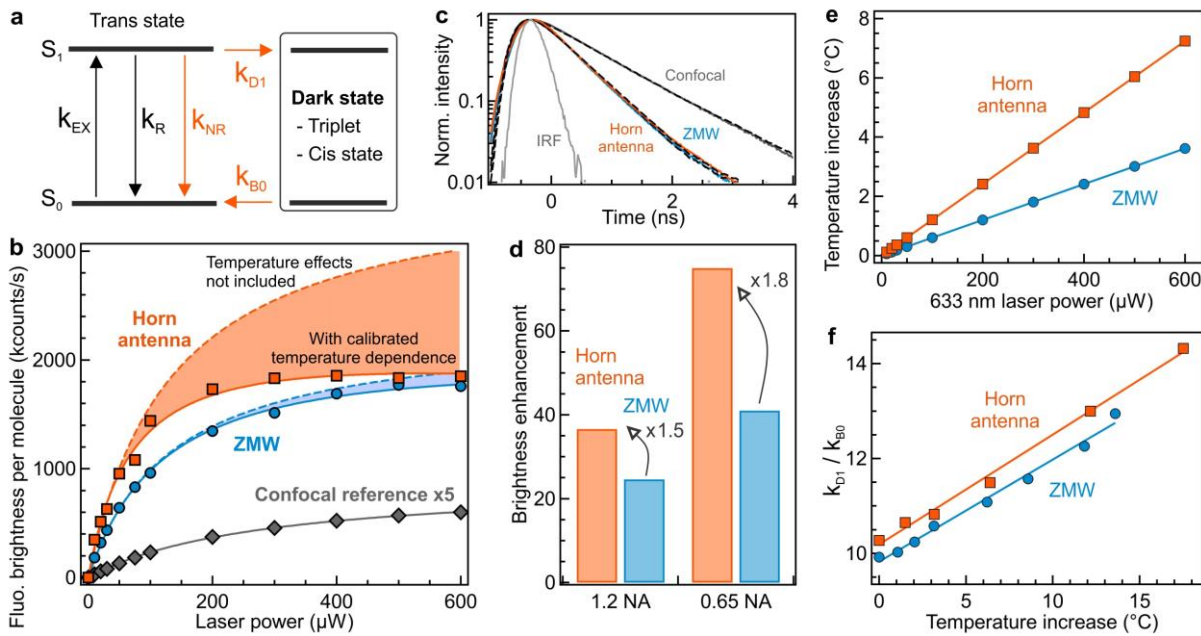 a
Trans state
S1
kD1
kEX
kR
kNR
Dark state
- Triplet
- Cis state
kB0
S0
b
Fluo. brightness per molecule (kcounts/s)
3000
2000
1000
0
Temperature effects
not included
Horn
antenna
With calibrated
temperature dependence
ZMW
Confocal reference x5
0
200
400
600
Laser power (µW)
c
Norm. intensity
1
0.1
0.01
Confocal
Horn
antenna
ZMW
IRF
0
2
4
Time (ns)
d
Brightness enhancement
80
60
40
20
0
x1.8
Horn
antenna
ZMW
x1.5
1.2 NA
0.65 NA
e
Temperature increase (°C)
8
6
4
2
0
Horn
antenna
ZMW
0
200
400
600
633 nm laser power (µW)
f
kD1 / kB0
14
12
10
Horn
antenna
ZMW
0
5
10
15
Temperature increase (°C)